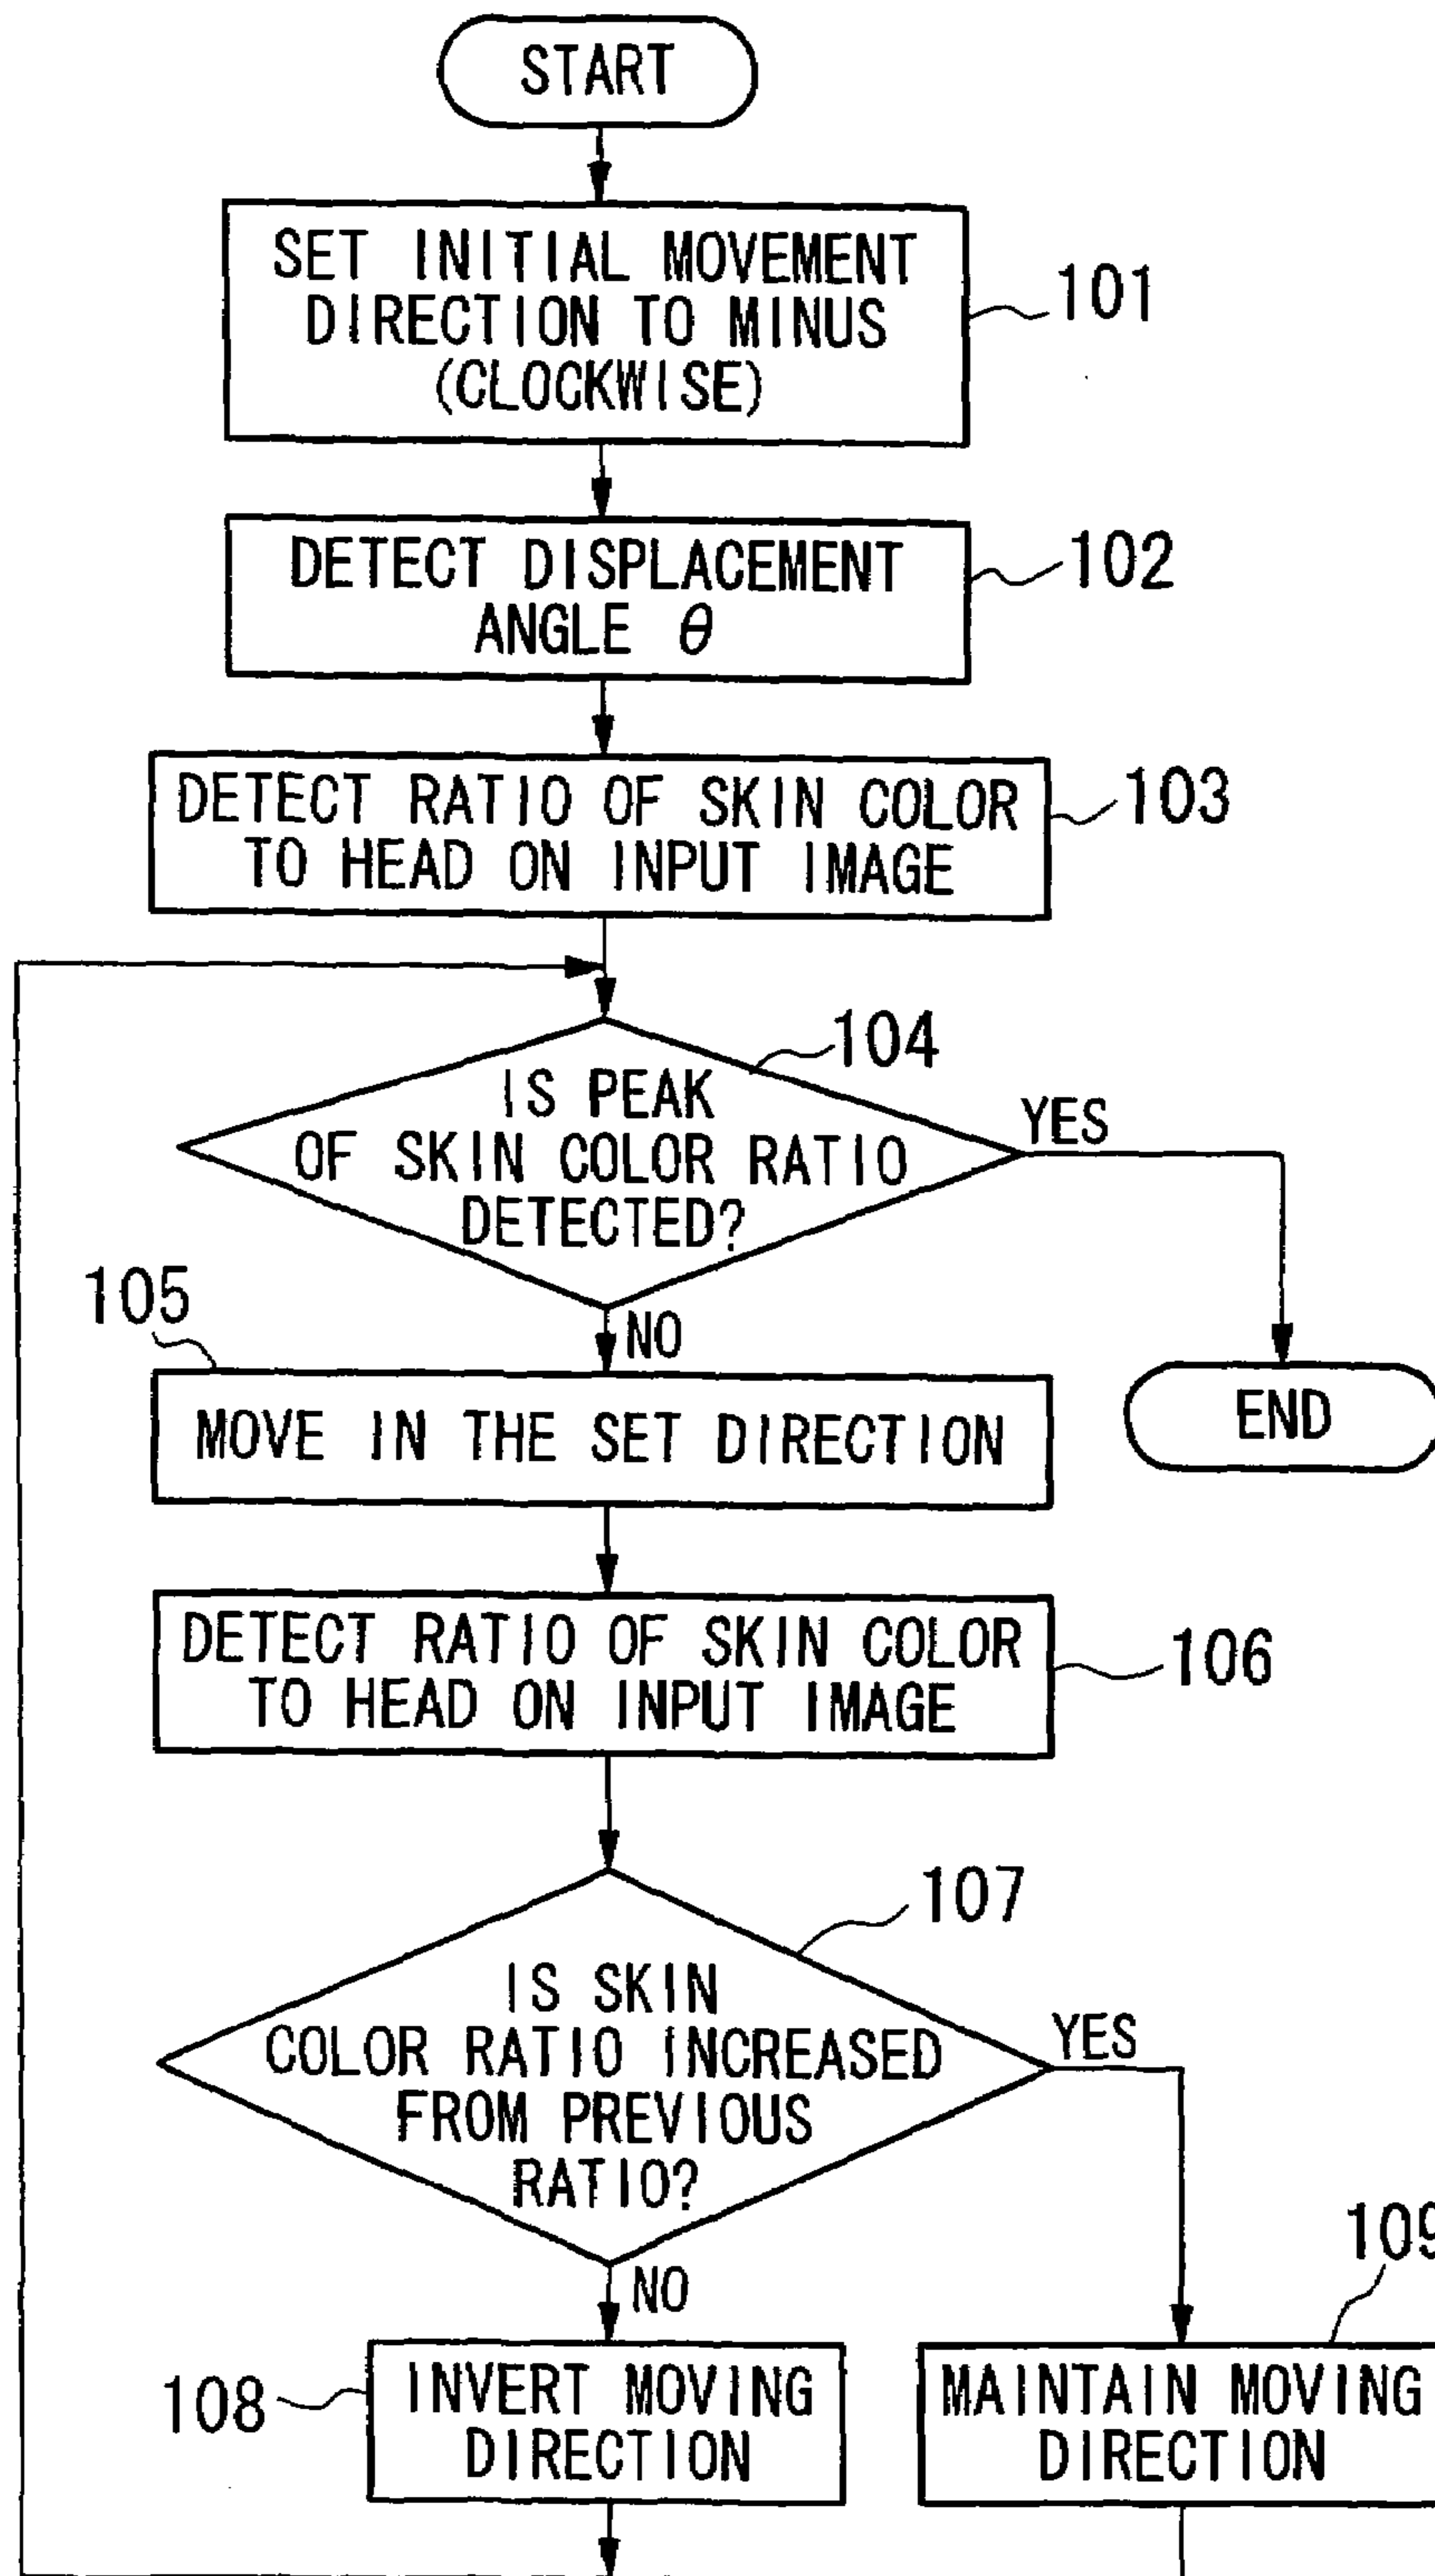 START
SET INITIAL MOVEMENT
DIRECTION TO MINUS
(CLOCKWISE)
101
DETECT DISPLACEMENT
ANGLE θ
102
DETECT RATIO OF SKIN COLOR
TO HEAD ON INPUT IMAGE
103
104
IS PEAK
OF SKIN COLOR RATIO
DETECTED?
YES
NO
END
105
MOVE IN THE SET DIRECTION
DETECT RATIO OF SKIN COLOR
TO HEAD ON INPUT IMAGE
106
107
IS SKIN
COLOR RATIO INCREASED
FROM PREVIOUS
RATIO?
YES
NO
108
INVERT MOVING
DIRECTION
109
MAINTAIN MOVING
DIRECTION